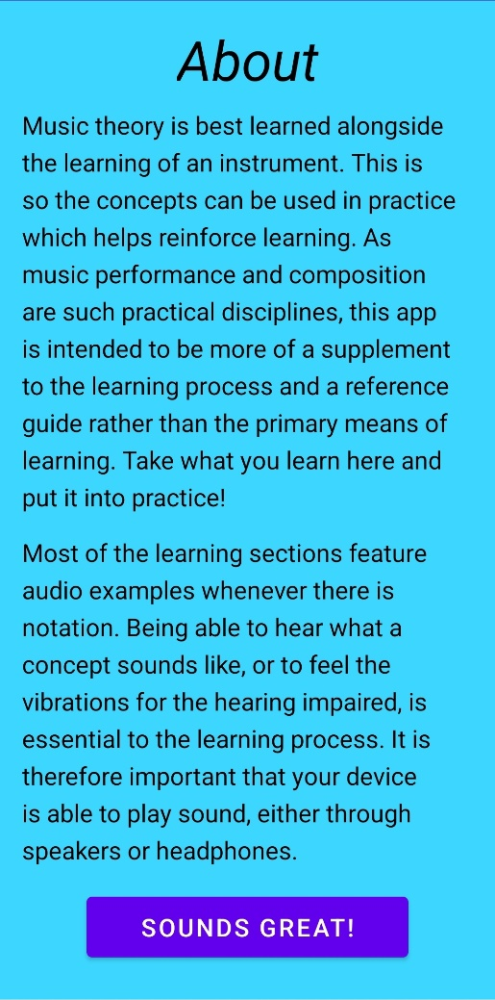 About
Music theory is best learned alongside
the learning of an instrument. This is
so the concepts can be used in practice
which helps reinforce learning. As
music performance and composition
are such practical disciplines, this app
is intended to be more of a supplement
to the learning process and a reference
guide rather than the primary means of
learning. Take what you learn here and
put it into practice!
Most of the learning sections feature
audio examples whenever there is
notation. Being able to hear what a
concept sounds like, or to feel the
vibrations for the hearing impaired, is
essential to the learning process. It is
therefore important that your device
is able to play sound, either through
speakers or headphones.
SOUNDS GREAT!